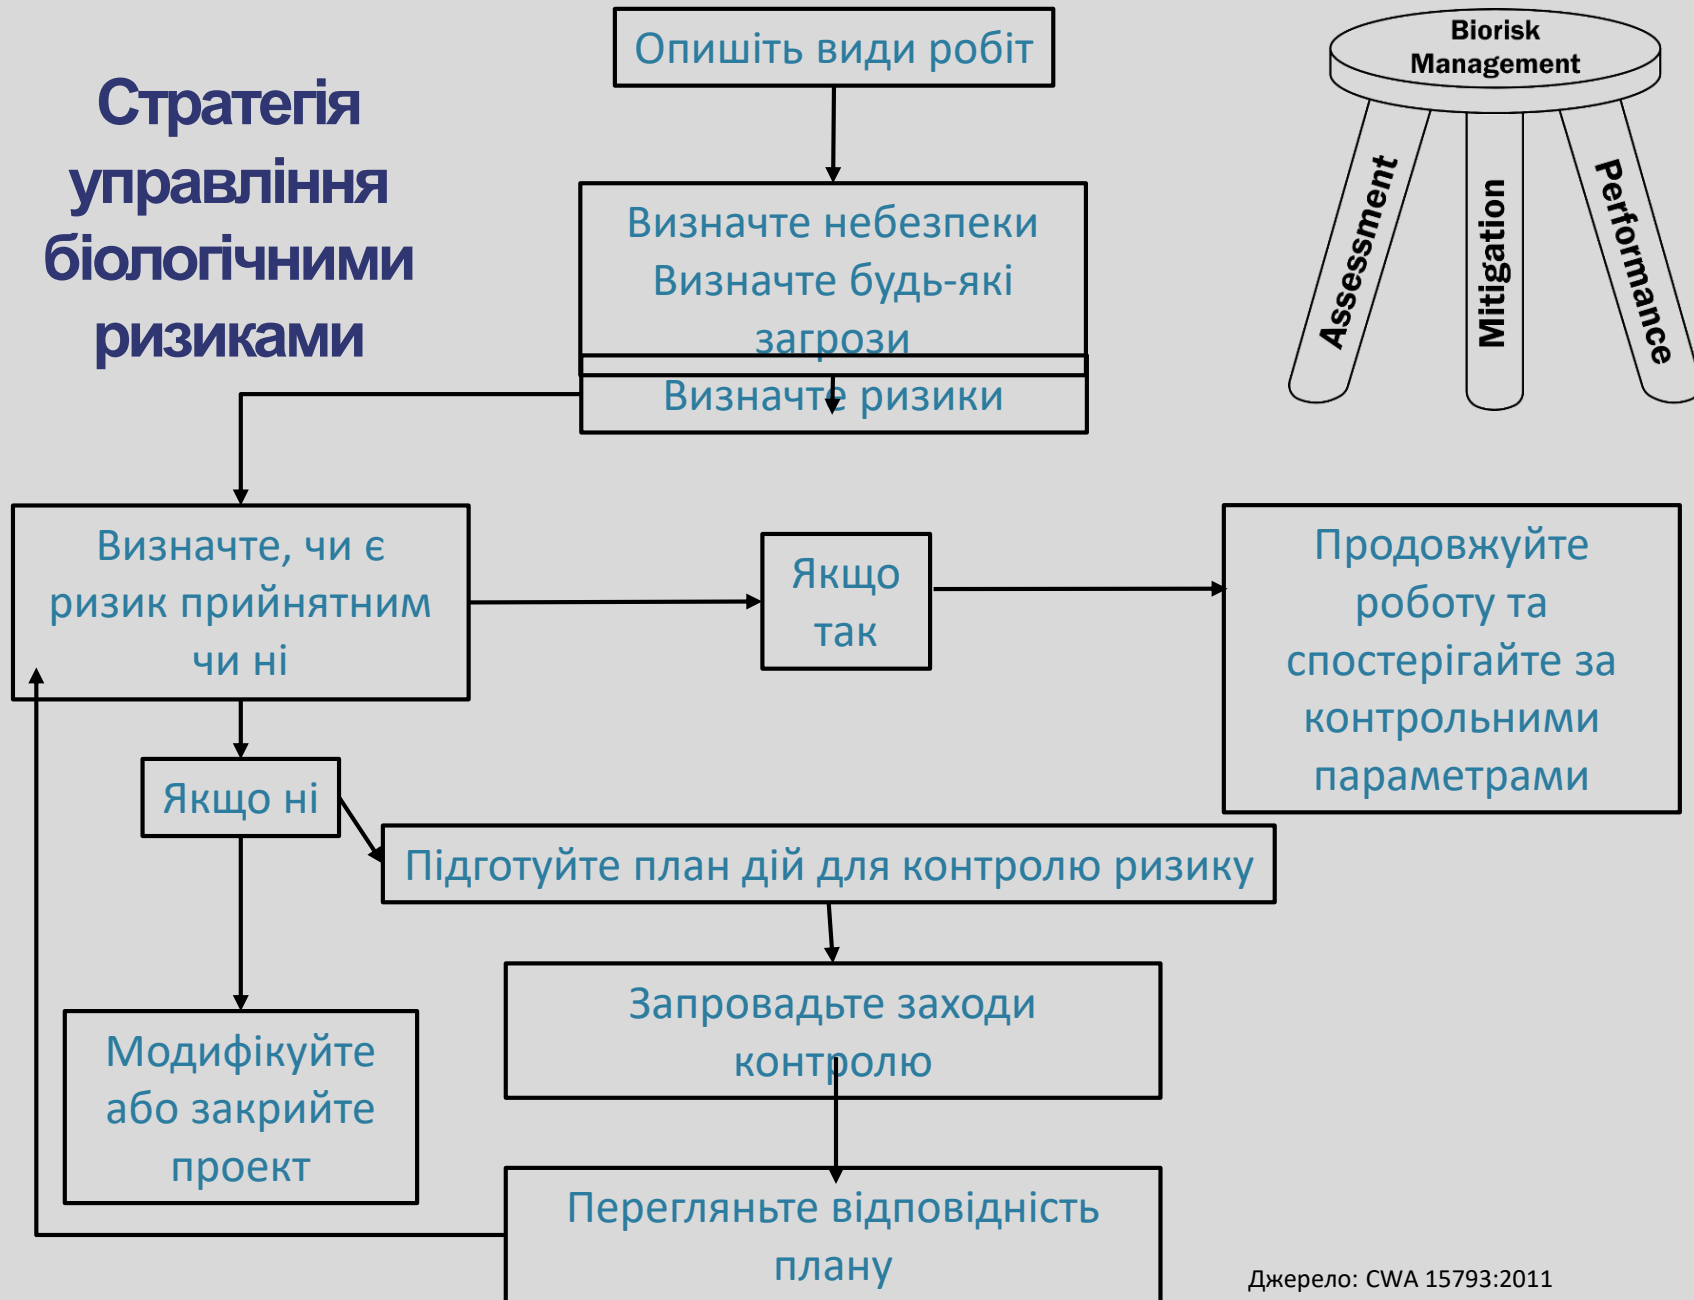 Стратегія
управління
біологічними
ризиками
Опишіть види робіт
Biorisk
Management
Assessment
Mitigation
Performance
Визначте небезпеки
Визначте будь-які
загрози
Визначте ризики
Визначте, чи є
ризик прийнятним
чи ні
Якщо
так
Продовжуйте
роботу та
спостерігайте за
контрольними
параметрами
Якщо ні
Підготуйте план дій для контролю ризику
Запровадьте заходи
контролю
Модифікуйте
або закрийте
проект
Перегляньте відповідність
плану
Джерело: CWA 15793:2011